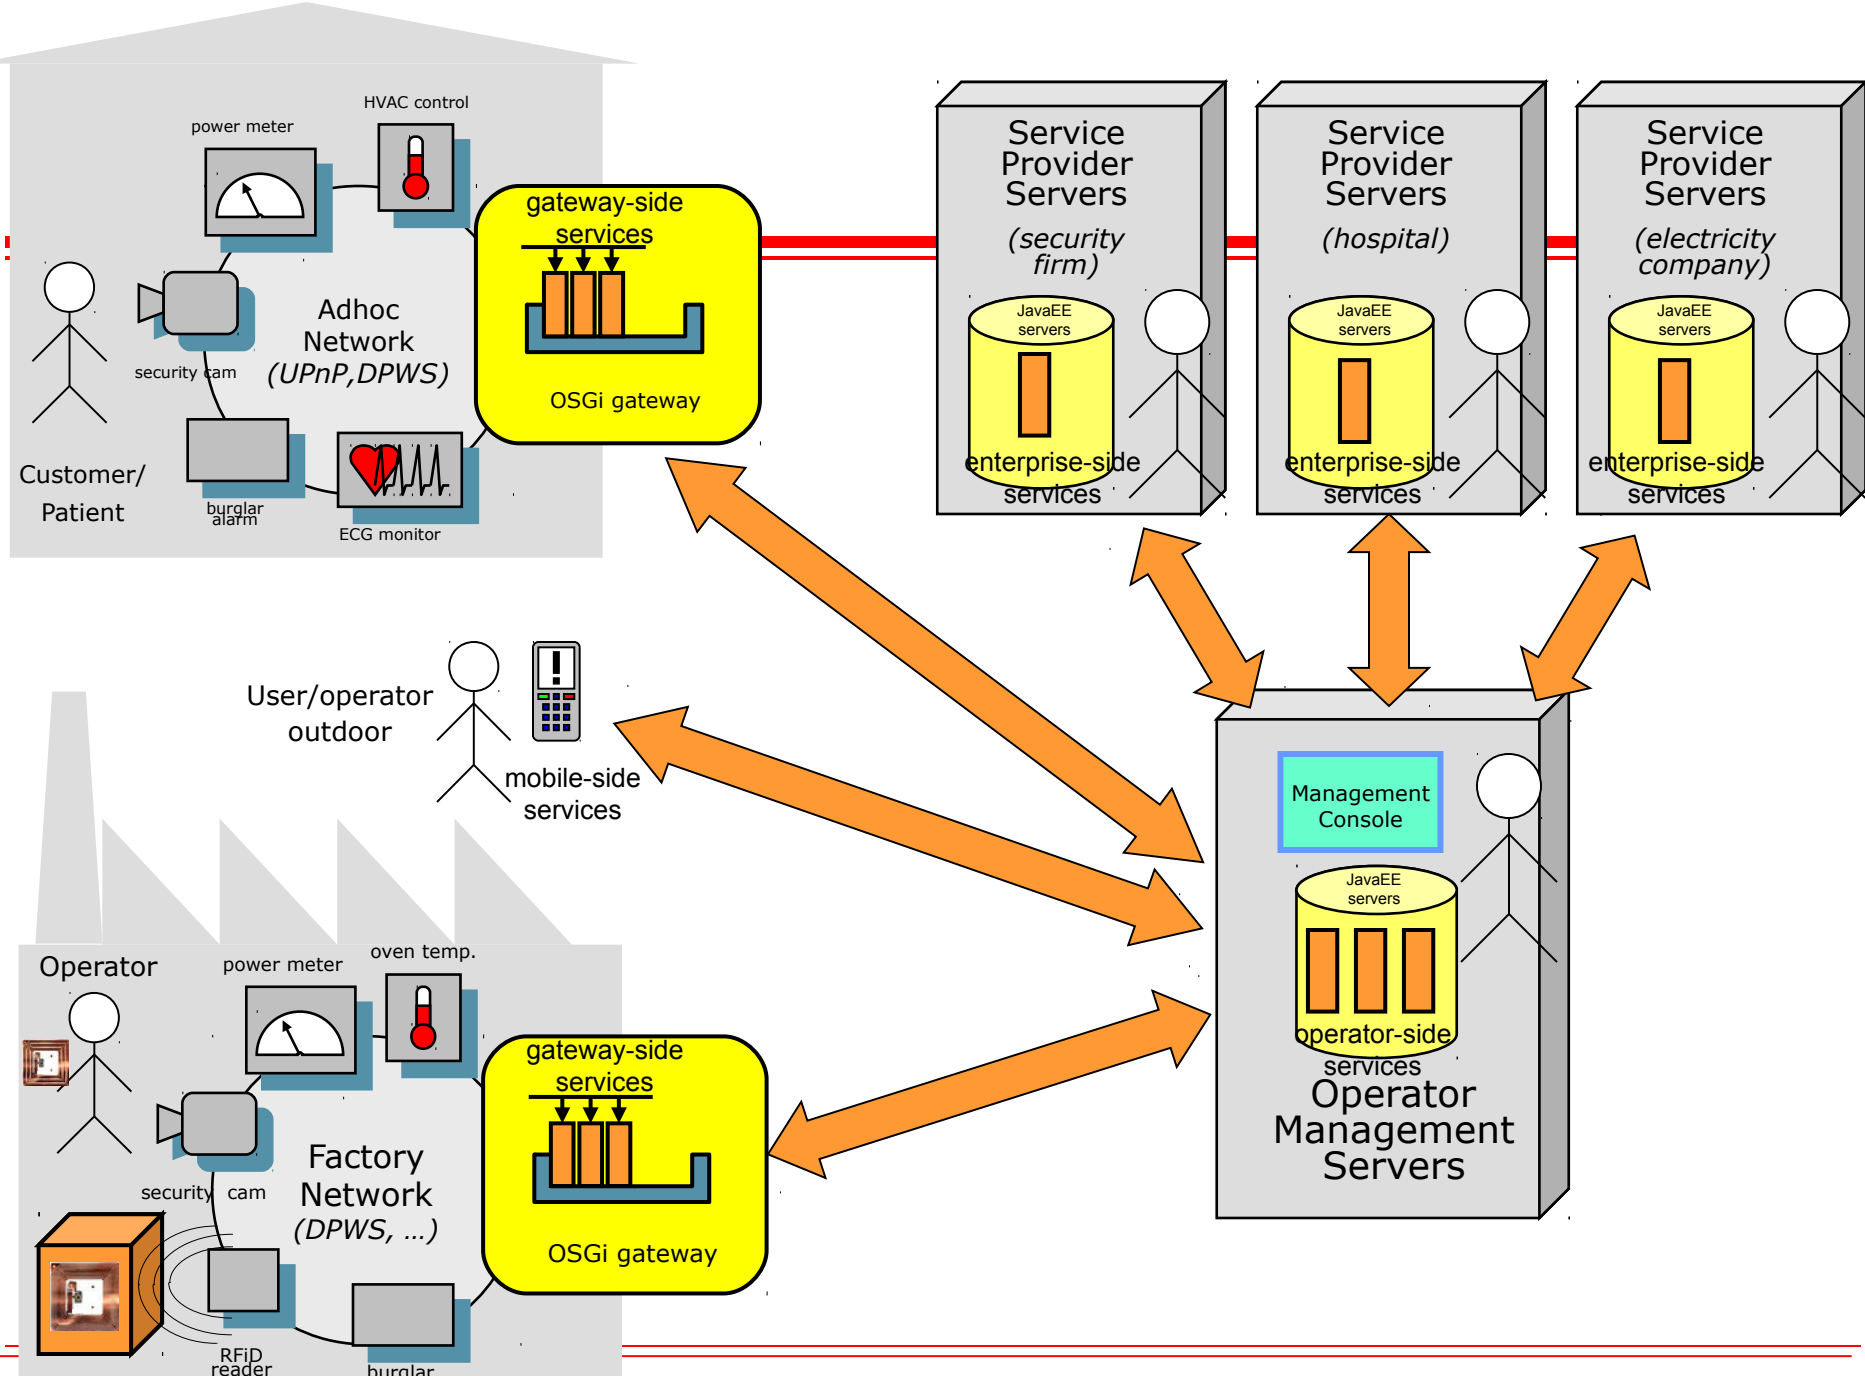 HVAC control
power meter
gateway-side
services
Adhoc
Network
(UPnP,DPWS)
security cam
OSGi gateway
Customer/
Patient
burglar
alarm
ECG monitor
Service
Provider
Servers
(security
firm)
JavaEE
servers
enterprise-side
services
Service
Provider
Servers
(hospital)
JavaEE
servers
enterprise-side
services
Service
Provider
Servers
(electricity
company)
JavaEE
servers
enterprise-side
services
User/operator
outdoor
mobile-side
services
Management
Console
JavaEE
servers
operator-side
services
Operator
Management
Servers
Operator
power meter
oven temp.
gateway-side
services
Factory
Network
(DPWS, ...)
security cam
OSGi gateway
RFiD
reader
burglar